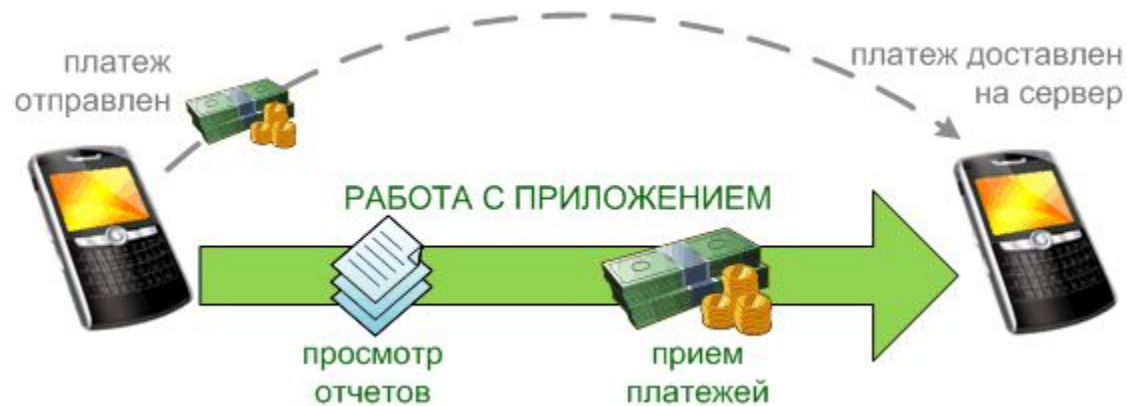 платеж
отправлен
платеж доставлен
на сервер
РАБОТА С ПРИЛОЖЕНИЕМ
просмотр
отчетов
прием
платежей